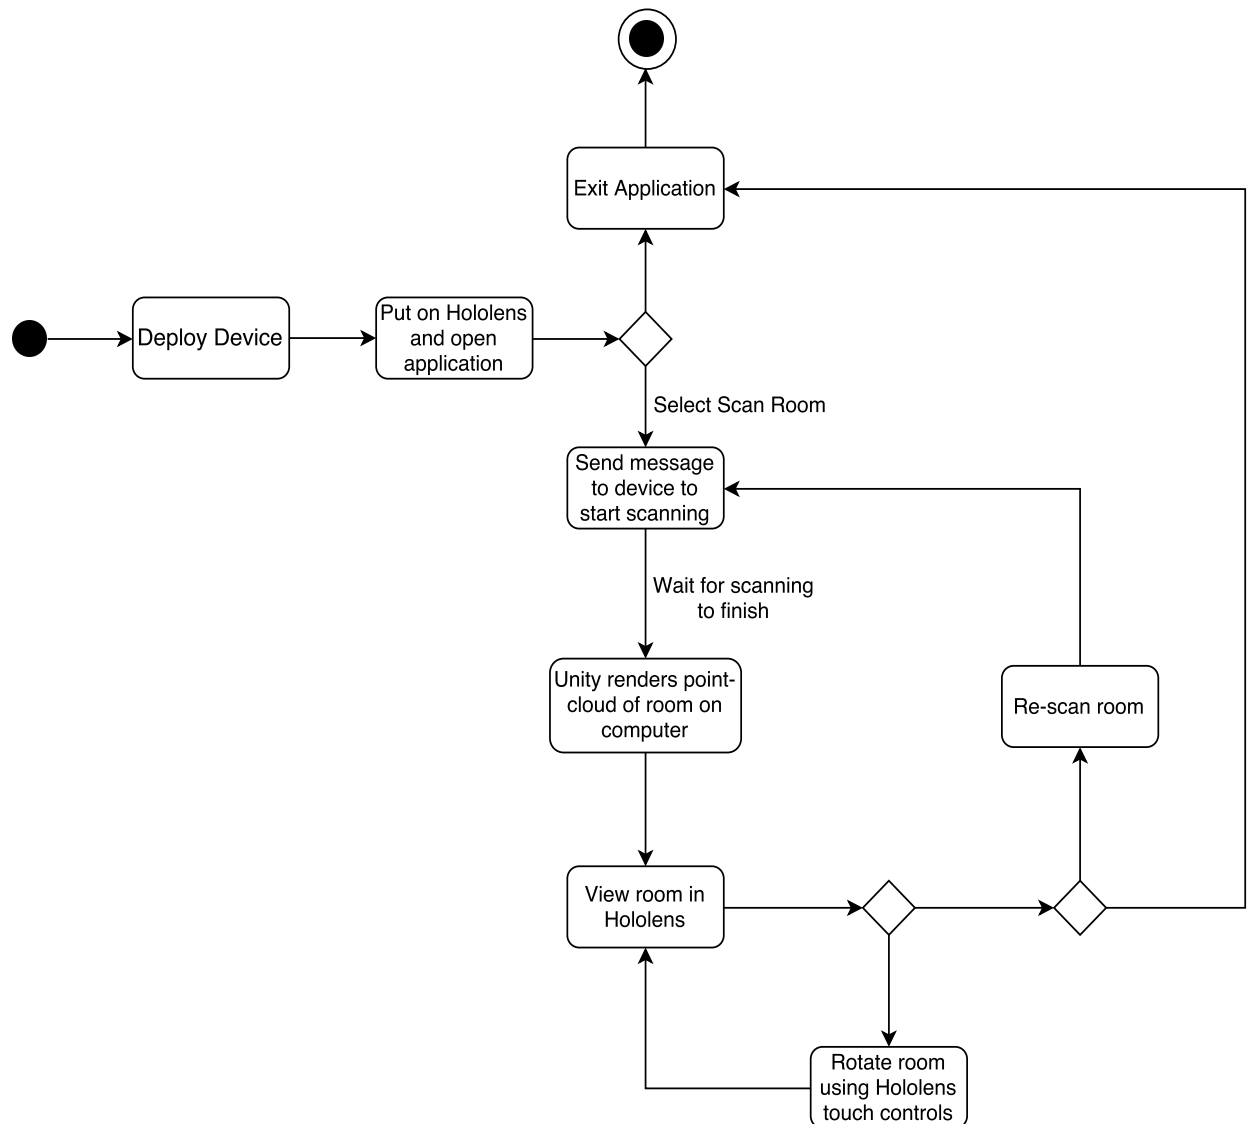 Exit Application
Deploy Device
Put on Hololens
and open
application
Select Scan Room
Send message
to device to
start scanning
Wait for scanning
to finish
Unity renders point-
cloud of room on
computer
Re-scan room
View room in
Hololens
Rotate room
using Hololens
touch controls